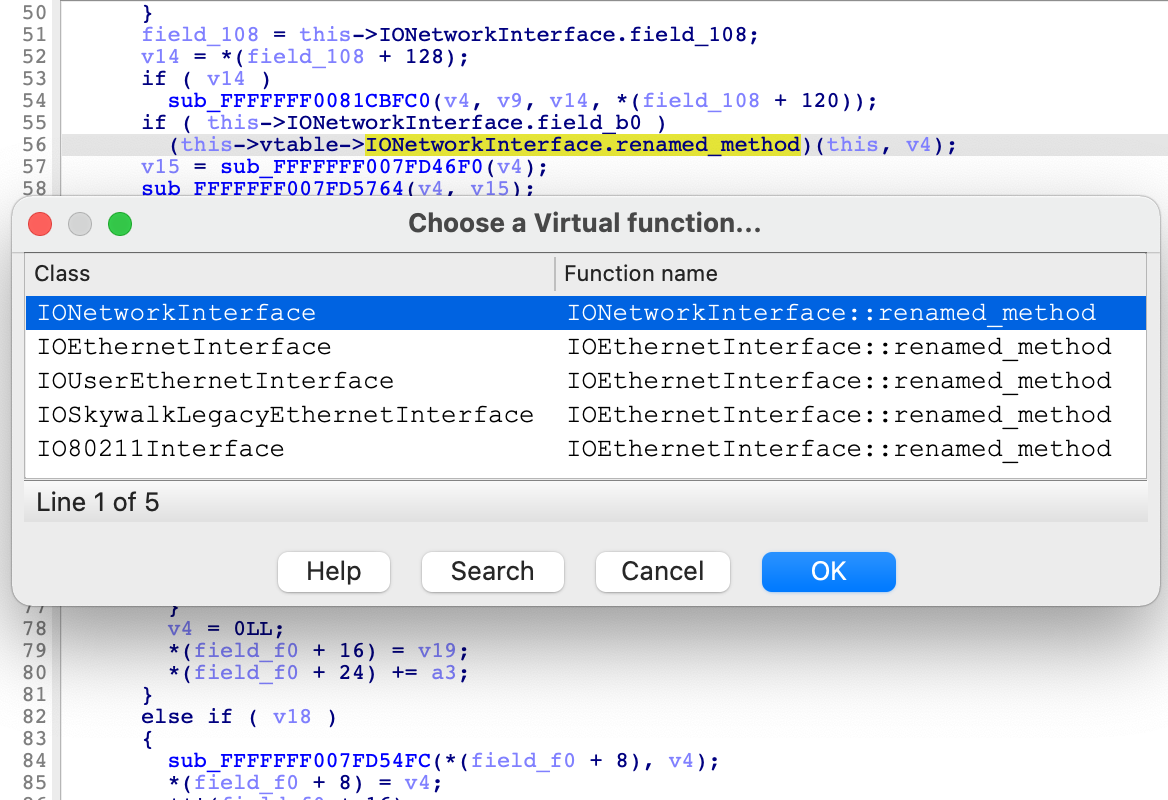 50 }
51 field_108 = this->IONetworkInterface.field_108;
52 v14 = *(field_108 + 128);
53 if ( v14 )
54 sub_FFFFFFF0081CBFC0(v4, v9, v14, *(field_108 + 120));
55 if ( this->IONetworkInterface.field_b0 )
56 (this->vtable->IONetworkInterface.renamed_method)(this, v4);
57 v15 = sub_FFFFFFF007FD46F0(v4);
58 sub_FFFFFFF007FD5764(v4, v15);
Choose a Virtual function...
Class Function name
IONetworkInterface IONetworkInterface::renamed_method
IOEthernetInterface IOEthernetInterface::renamed_method
IOUserEthernetInterface IOEthernetInterface::renamed_method
IOSkywalkLegacyEthernetInterface IOEthernetInterface::renamed_method
IO80211Interface IOEthernetInterface::renamed_method
Line 1 of 5
Help Search Cancel OK
77 }
78 v4 = 0LL;
79 *(field_f0 + 16) = v19;
80 *(field_f0 + 24) += a3;
81 }
82 else if ( v18 )
83 {
84 sub_FFFFFFF007FD54FC(*(field_f0 + 8), v4);
85 *(field_f0 + 8) = v4;